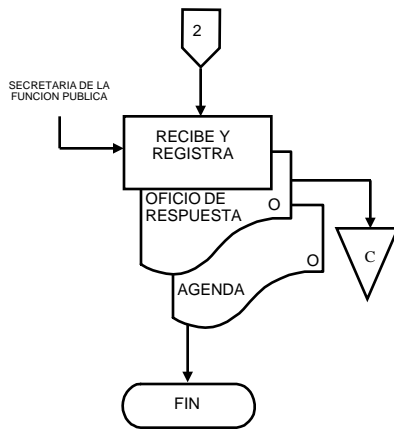 2
SECRETARIA DE LA
FUNCION PUBLICA
RECIBE Y
REGISTRA
OFICIO DE
RESPUESTA
O
C
O
AGENDA
FIN